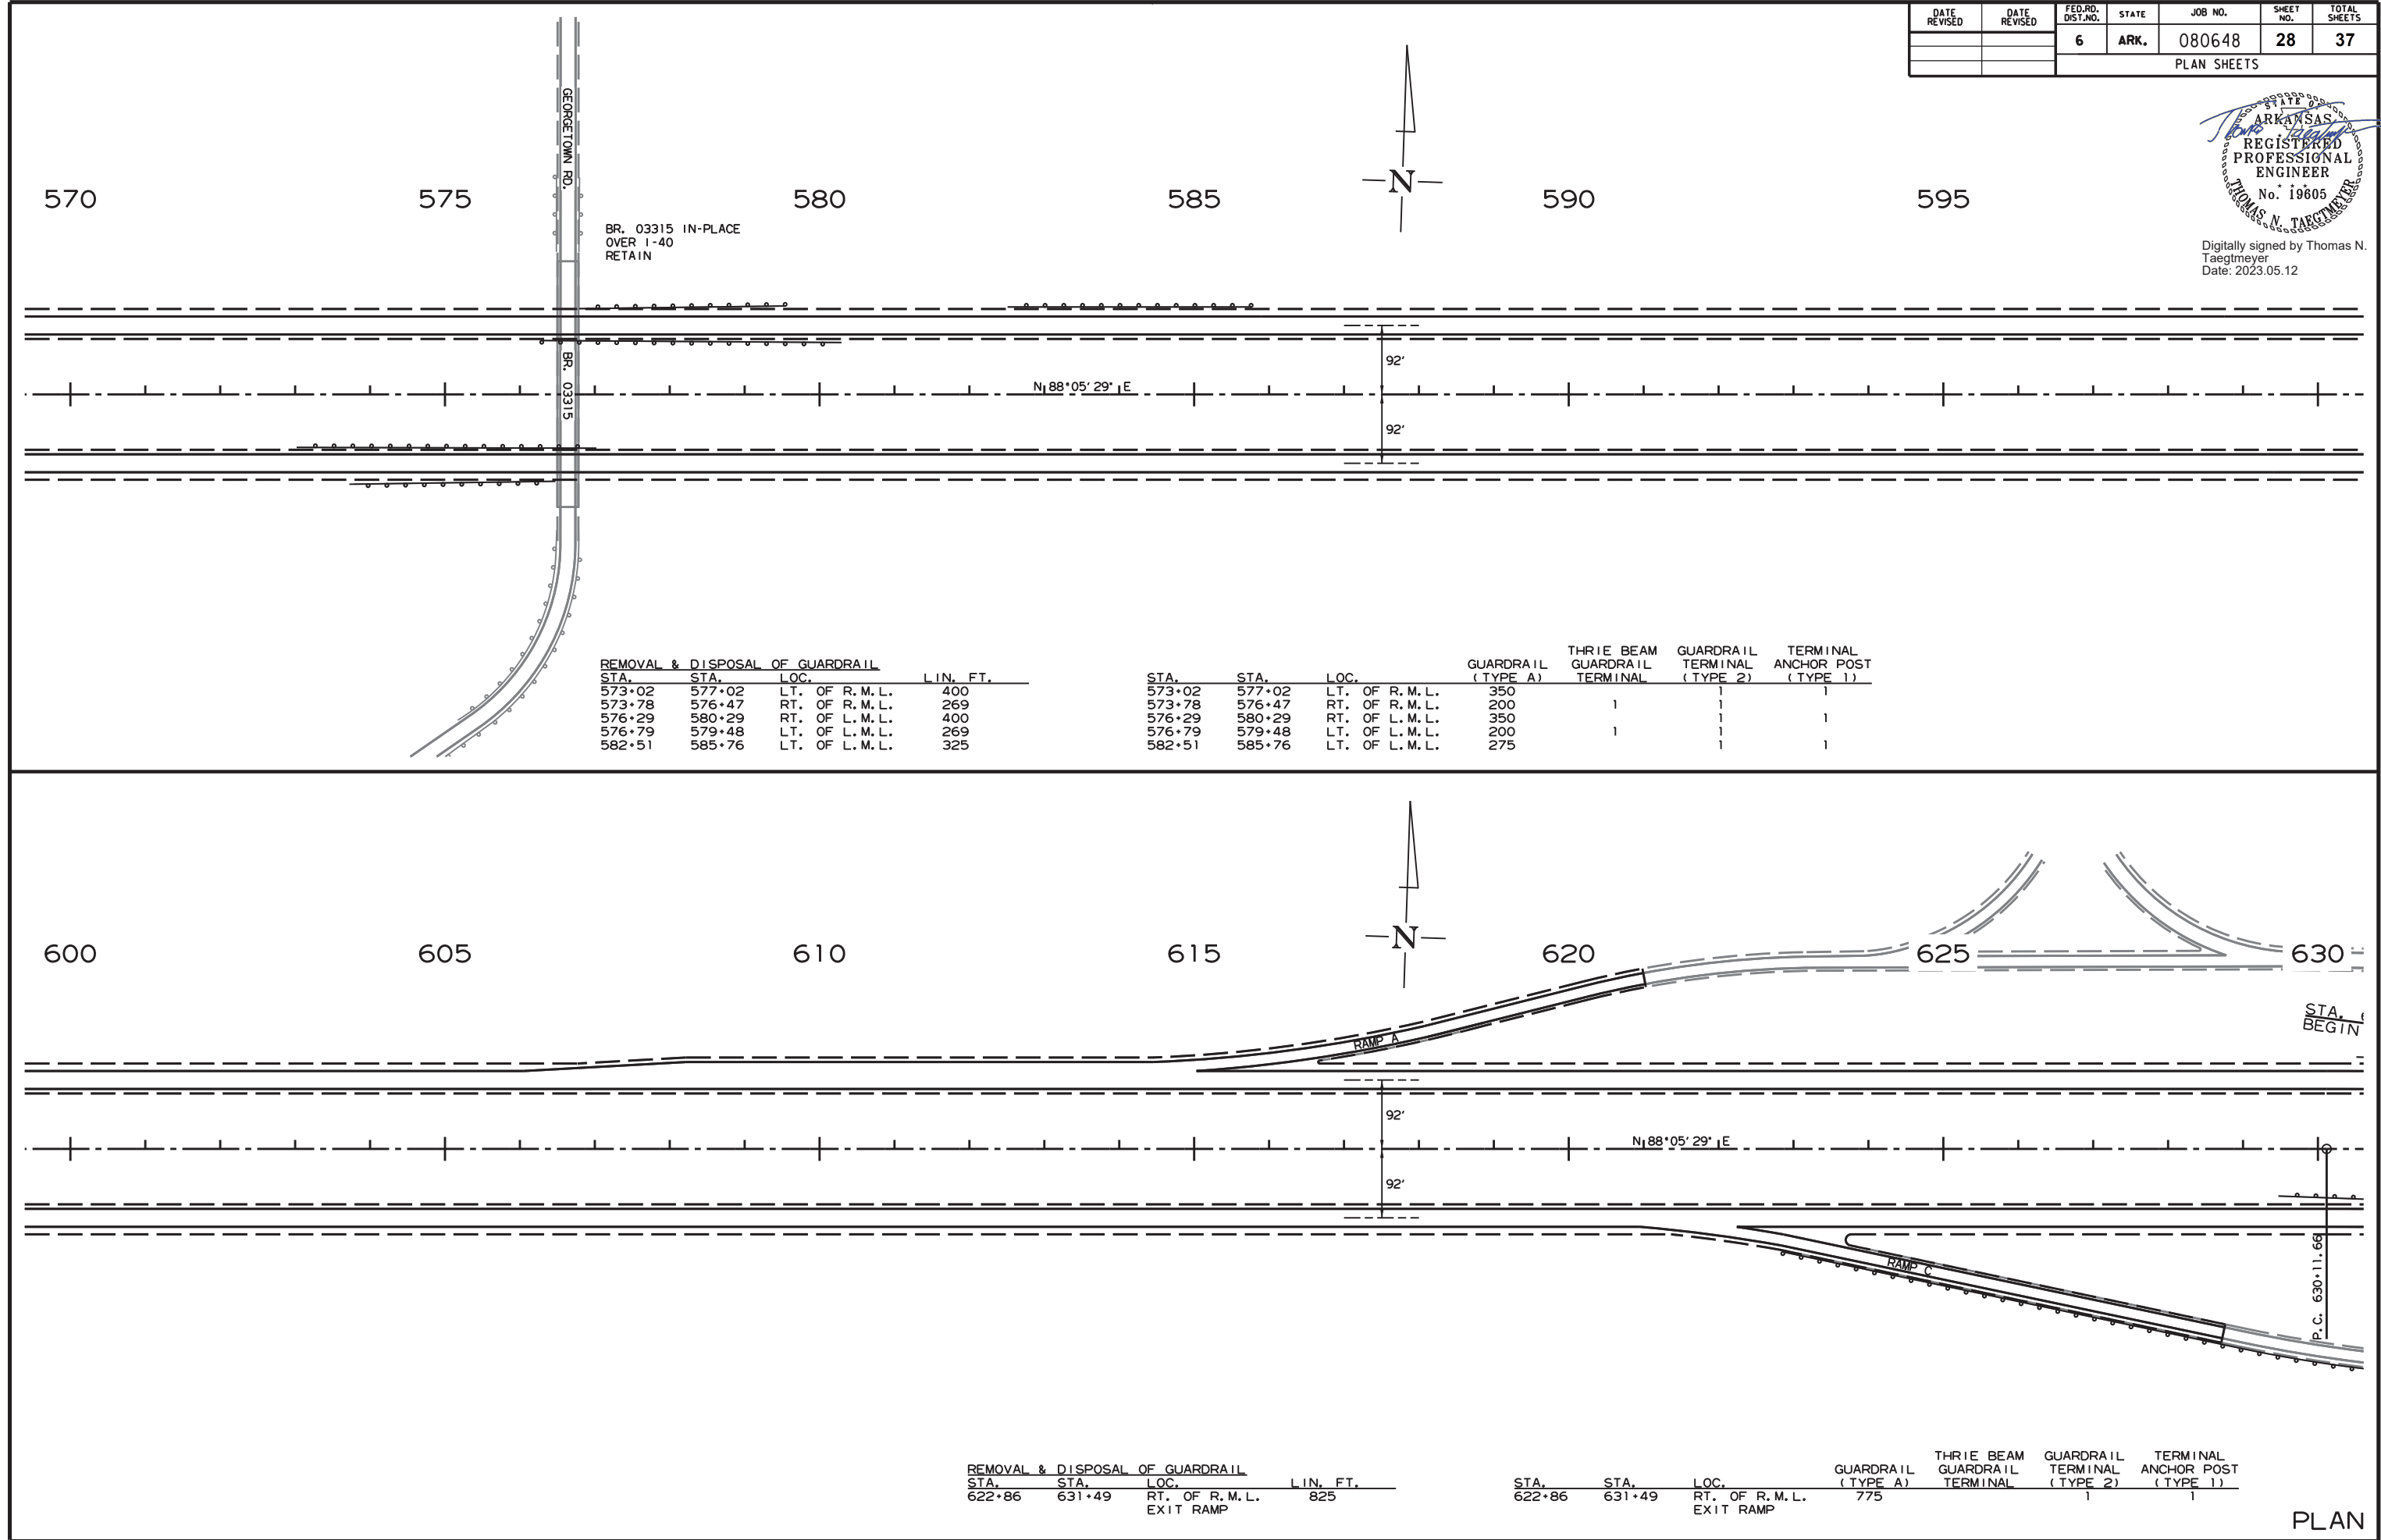 DATE REVISED DATE REVISED FED.RD. DIST.NO. STATE JOB NO. SHEET NO. TOTAL SHEETS
6 ARK. 080648 28 37
PLAN SHEETS
STATE OF
ARKANSAS
REGISTERED
PROFESSIONAL
ENGINEER
No. 19605
THOMAS N. TAEGTMEYER
Digitally signed by Thomas N.
Taegtmeyer
Date: 2023.05.12
GEORGETOWN RD.
N
570 575 580 585 590 595
BR. 03315 IN-PLACE
OVER I-40
RETAIN
BR. 03315
92'
N 88°05'29" E
92'
REMOVAL & DISPOSAL OF GUARDRAIL
STA. STA. LOC. LIN. FT.
573+02 577+02 LT. OF R.M.L. 400
573+78 576+47 RT. OF R.M.L. 269
576+29 580+29 RT. OF L.M.L. 400
576+79 579+48 LT. OF L.M.L. 269
582+51 585+76 LT. OF L.M.L. 325
THRIE BEAM GUARDRAIL TERMINAL
GUARDRAIL GUARDRAIL TERMINAL ANCHOR POST
STA. STA. LOC. (TYPE A) TERMINAL (TYPE 2) (TYPE 1)
573+02 577+02 LT. OF R.M.L. 350 1 1
573+78 576+47 RT. OF R.M.L. 200 1 1
576+29 580+29 RT. OF L.M.L. 350 1 1
576+79 579+48 LT. OF L.M.L. 200 1 1
582+51 585+76 LT. OF L.M.L. 275 1 1
N
600 605 610 615 620 625 630
STA.
BEGIN
RAMP A
92'
N 88°05'29" E
92'
RAMP C
P.C. 630+11.66
REMOVAL & DISPOSAL OF GUARDRAIL
STA. STA. LOC. LIN. FT.
622+86 631+49 RT. OF R.M.L. 825
EXIT RAMP
THRIE BEAM GUARDRAIL TERMINAL
GUARDRAIL GUARDRAIL TERMINAL ANCHOR POST
STA. STA. LOC. (TYPE A) TERMINAL (TYPE 2) (TYPE 1)
622+86 631+49 RT. OF R.M.L. 775 1 1
EXIT RAMP
PLAN